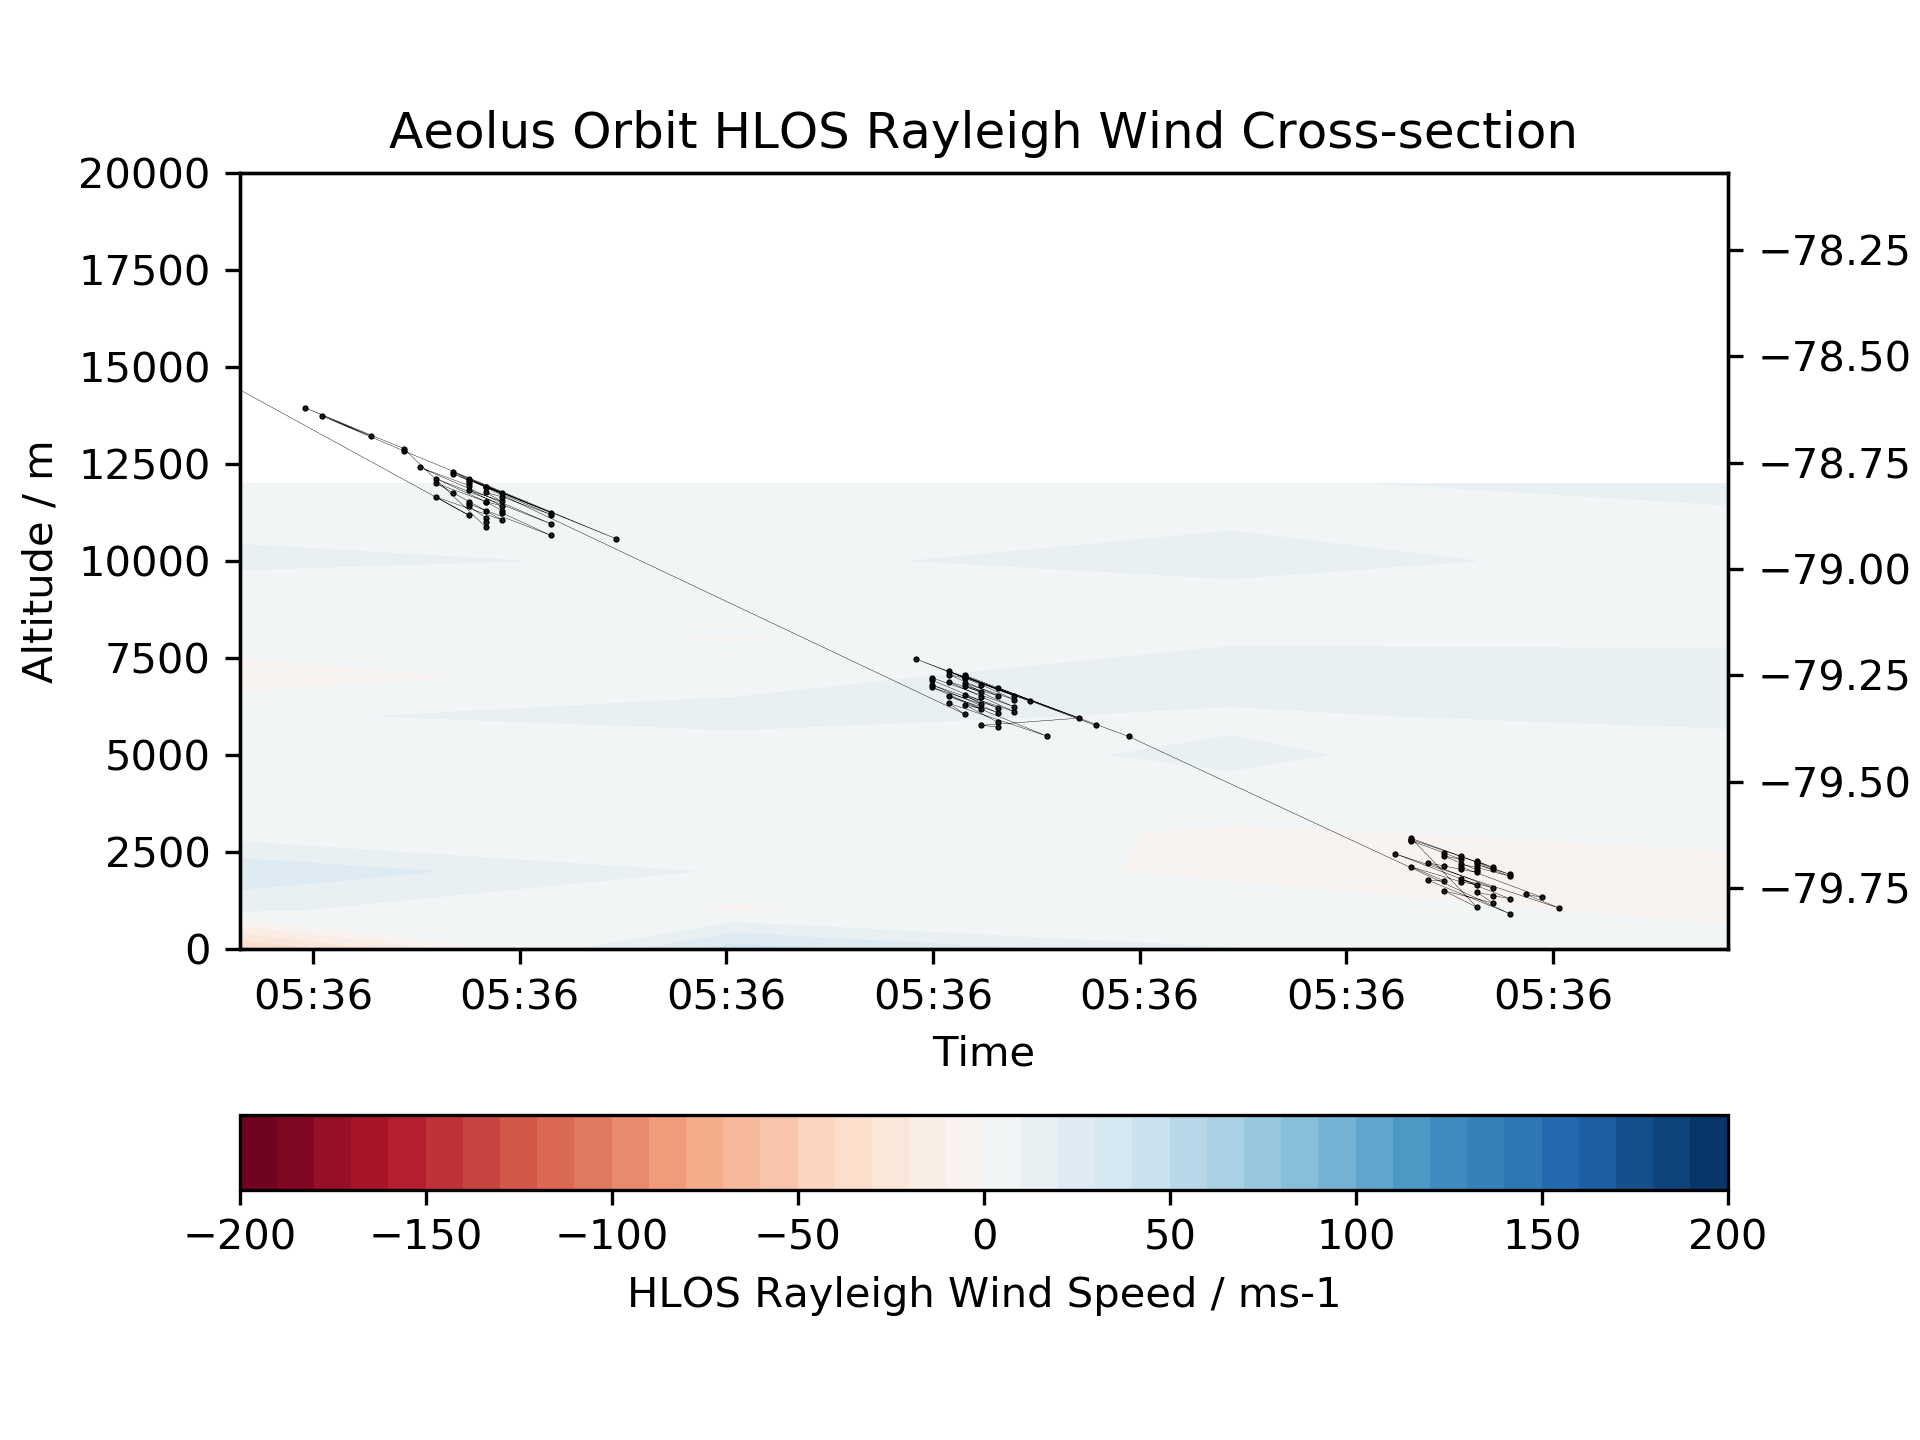 Aeolus Orbit HLOS Rayleigh Wind Cross-section
20000
17500
15000
12500
10000
7500
5000
2500
0
Altitude / m
−78.25
−78.50
−78.75
−79.00
−79.25
−79.50
−79.75
05:36 05:36 05:36 05:36 05:36 05:36 05:36
Time
−200 −150 −100 −50 0 50 100 150 200
HLOS Rayleigh Wind Speed / ms-1